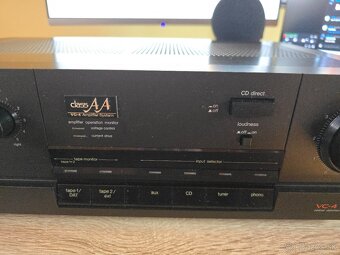 class AA
VC-4 Amplifier System
amplifier operation monitor
voltage control
current drive
CD direct
on
off
loudness
on
off
right
tape monitor
input selector
tape 1/
DAT
tape 2/
ext
aux
CD
tuner
phono
VC-4